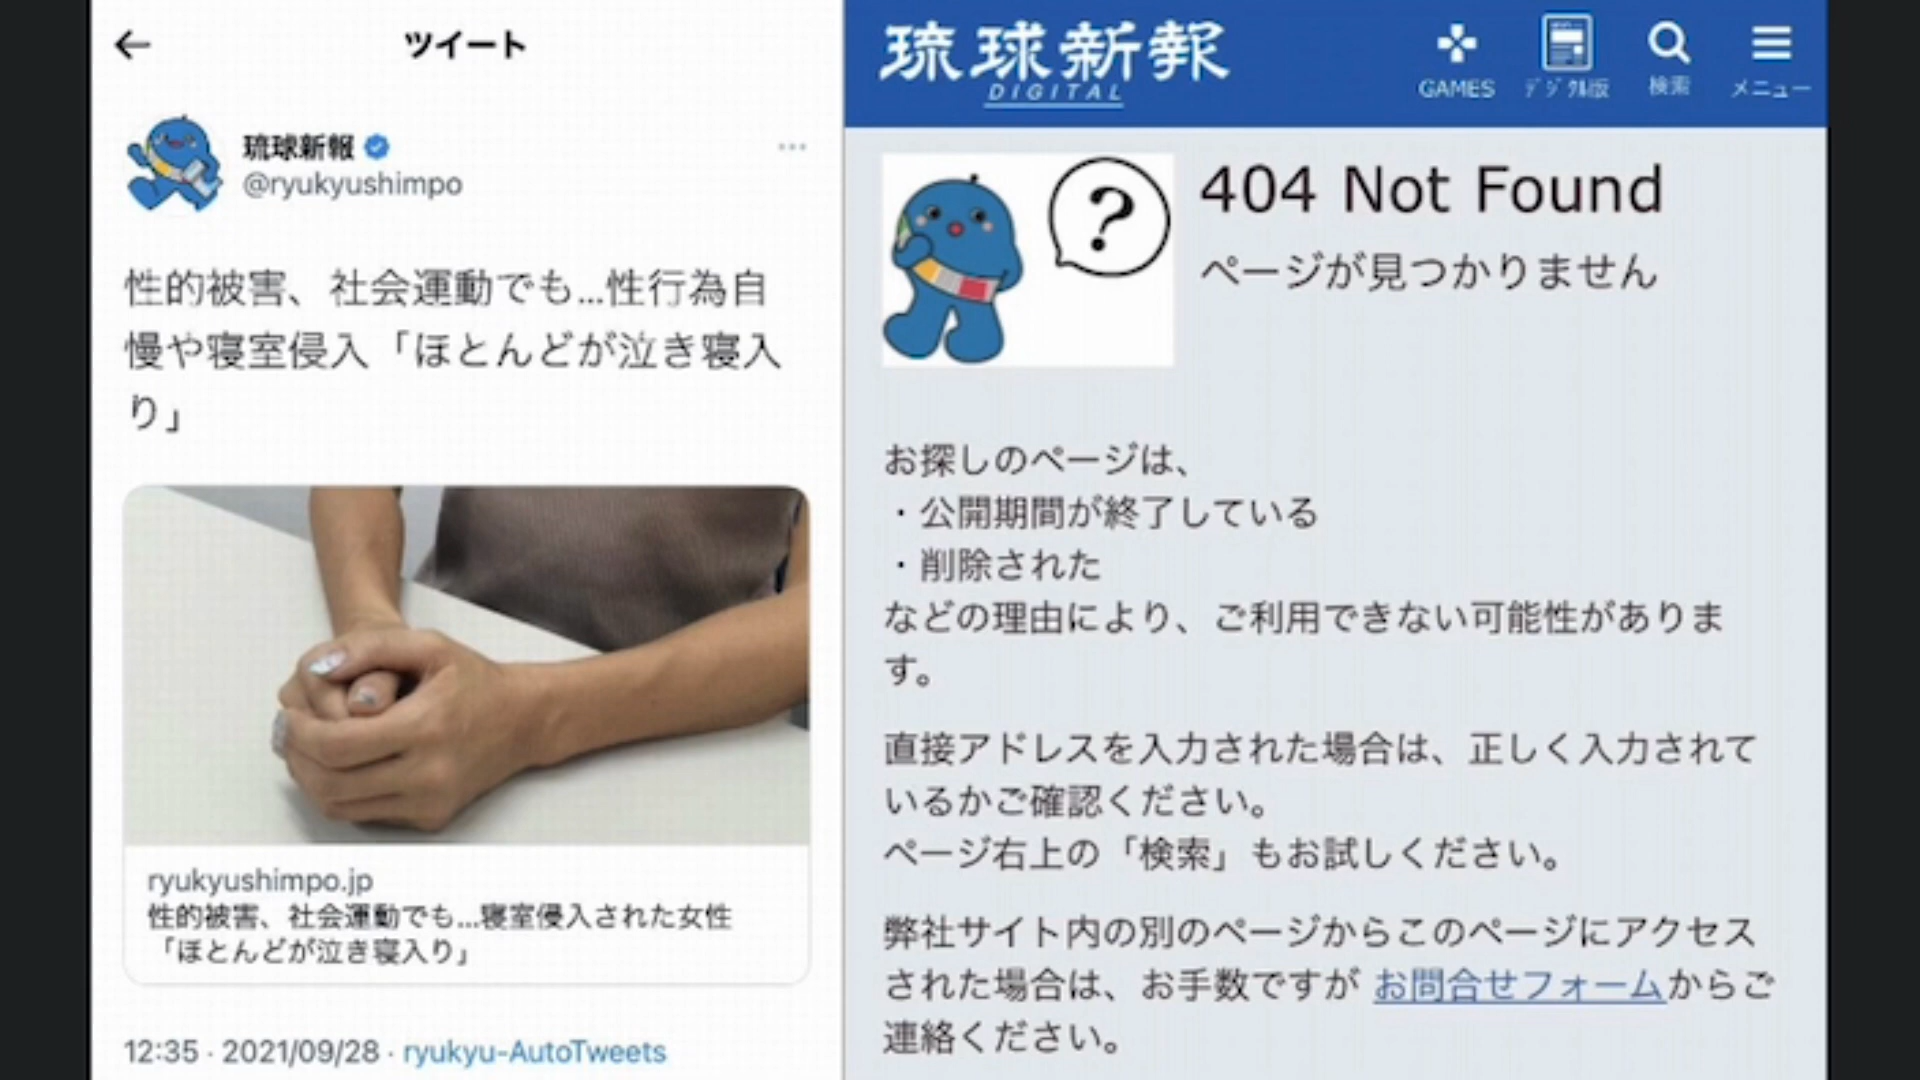 ツイート
琉球新報
@ryukyushimpo
性的被害、社会運動でも...性行為自
慢や寝室侵入「ほとんどが泣き寝入
り」
ryukyushimpo.jp
性的被害、社会運動でも...寝室侵入された女性
「ほとんどが泣き寝入り」
12:35 · 2021/09/28 · ryukyu-AutoTweets
琉球新報
DIGITAL
GAMES
デジタル版
検索
メニュー
?
404 Not Found
ページが見つかりません
お探しのページは、
・公開期間が終了している
・削除された
などの理由により、ご利用できない可能性がありま
す。
直接アドレスを入力された場合は、正しく入力されて
いるかご確認ください。
ページ右上の「検索」もお試しください。
弊社サイト内の別のページからこのページにアクセス
された場合は、お手数ですが お問合せフォームからご
連絡ください。